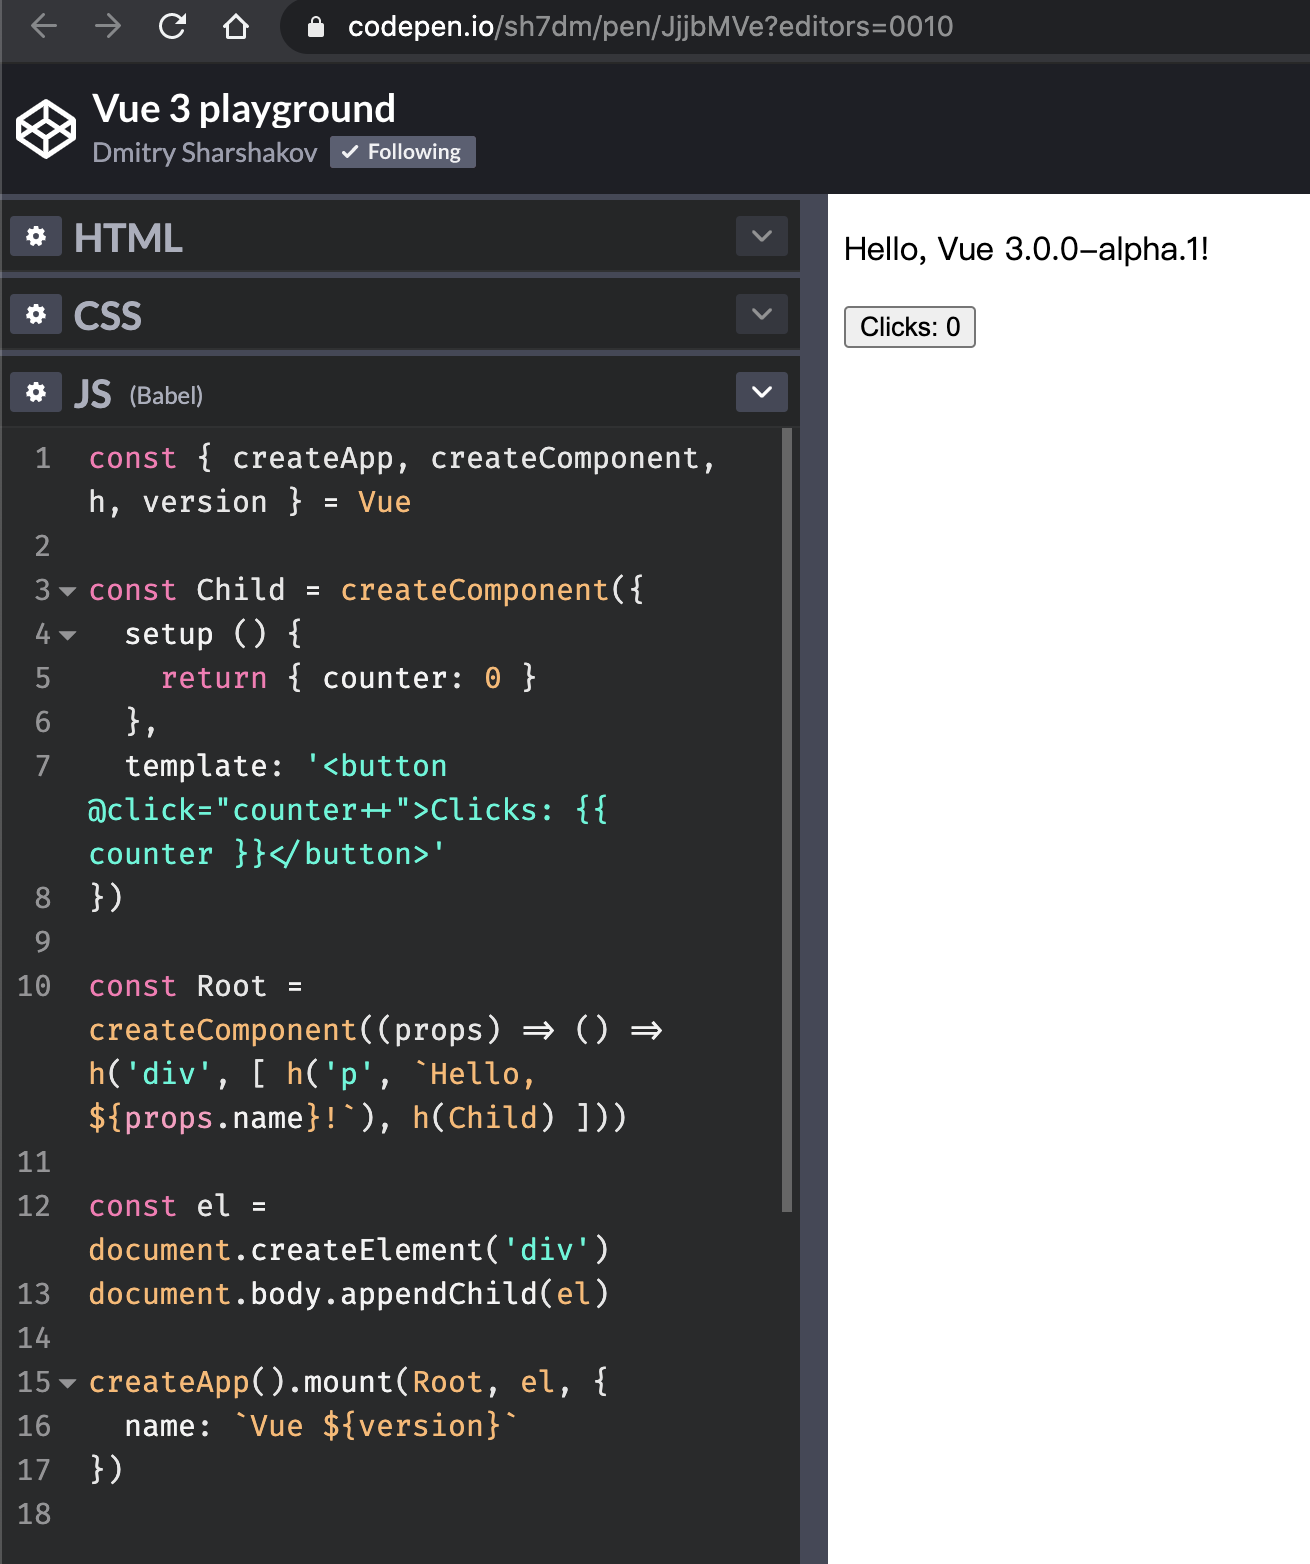 codepen.io/sh7dm/pen/JjjbMVe?editors=0010
Vue 3 playground
Dmitry Sharshakov
Following
HTML
CSS
JS (Babel)
1 const { createApp, createComponent,
h, version } = Vue
2
3 const Child = createComponent({
4 setup () {
5 return { counter: 0 }
6 },
7 template: '<button
@click="counter++">Clicks: {{
counter }}</button>'
8 })
9
10 const Root =
createComponent((props) => () =>
h('div', [ h('p', `Hello,
${props.name}!`), h(Child) ]))
11
12 const el =
document.createElement('div')
13 document.body.appendChild(el)
14
15 createApp().mount(Root, el, {
16 name: `Vue ${version}`
17 })
18
Hello, Vue 3.0.0-alpha.1!
Clicks: 0